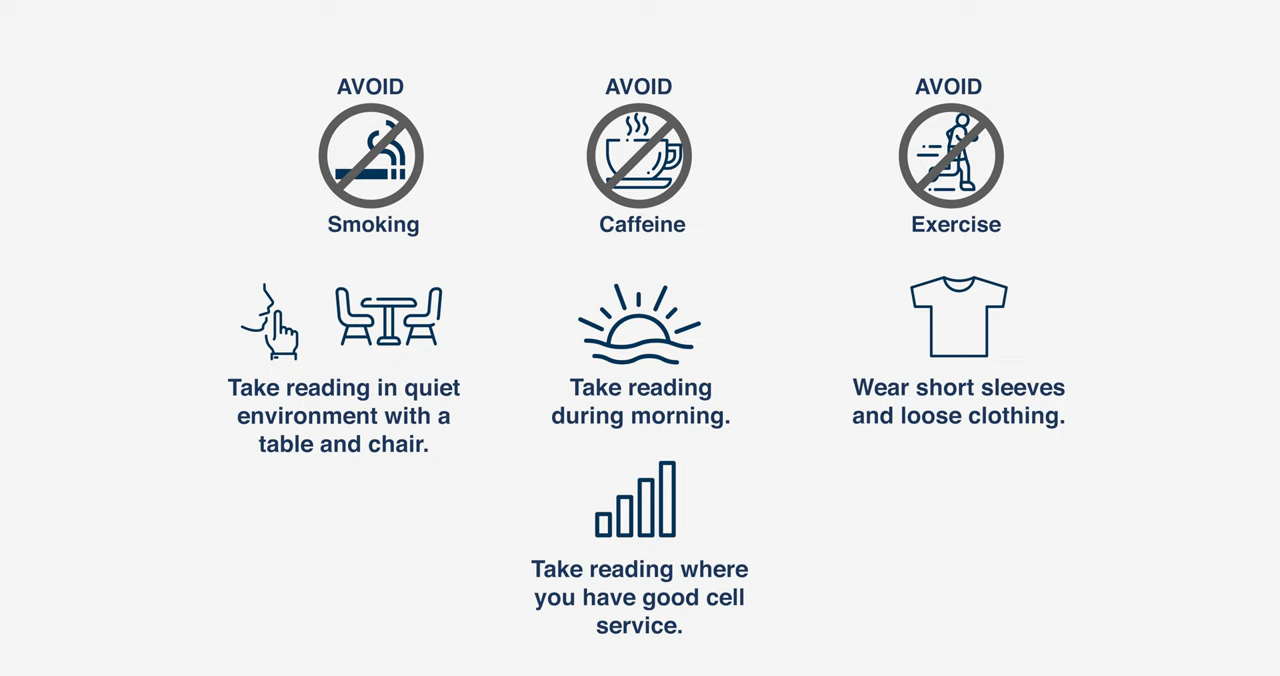 AVOID
AVOID
AVOID
Smoking
Caffeine
Exercise
Take reading in quiet
environment with a
table and chair.
Take reading
during morning.
Wear short sleeves
and loose clothing.
Take reading where
you have good cell
service.